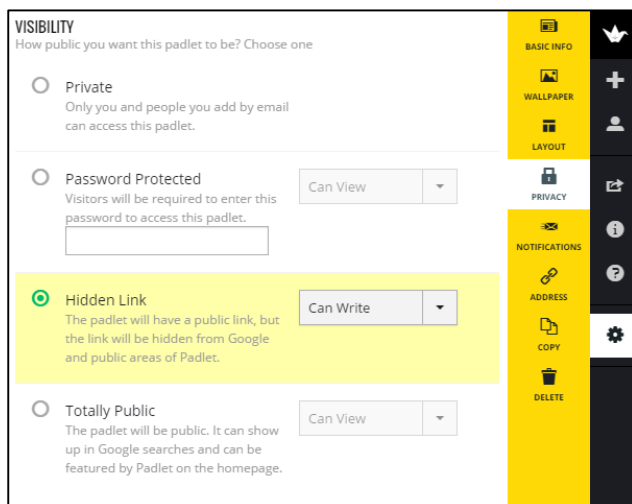 VISIBILITY
How public you want this padlet to be? Choose one
Private
Only you and people you add by email
can access this padlet.
Password Protected
Visitors will be required to enter this
password to access this padlet.
Can View
Hidden Link
The padlet will have a public link, but
the link will be hidden from Google
and public areas of Padlet.
Can Write
Totally Public
The padlet will be public. It can show
up in Google searches and can be
featured by Padlet on the homepage.
Can View
BASIC INFO
WALLPAPER
LAYOUT
PRIVACY
NOTIFICATIONS
ADDRESS
COPY
DELETE